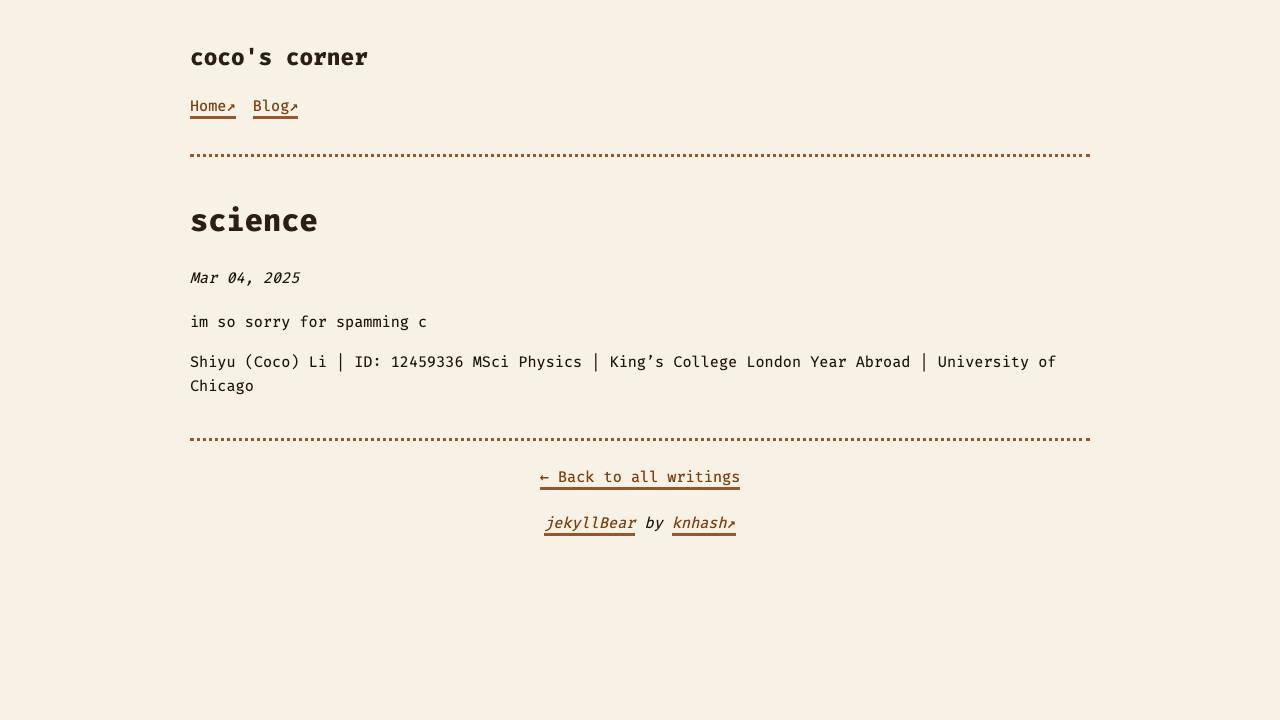 coco's corner
Home↗ Blog↗
science
Mar 04, 2025
im so sorry for spamming c
Shiyu (Coco) Li | ID: 12459336 MSci Physics | King’s College London Year Abroad | University of
Chicago
← Back to all writings
jekyllBear by knhash↗